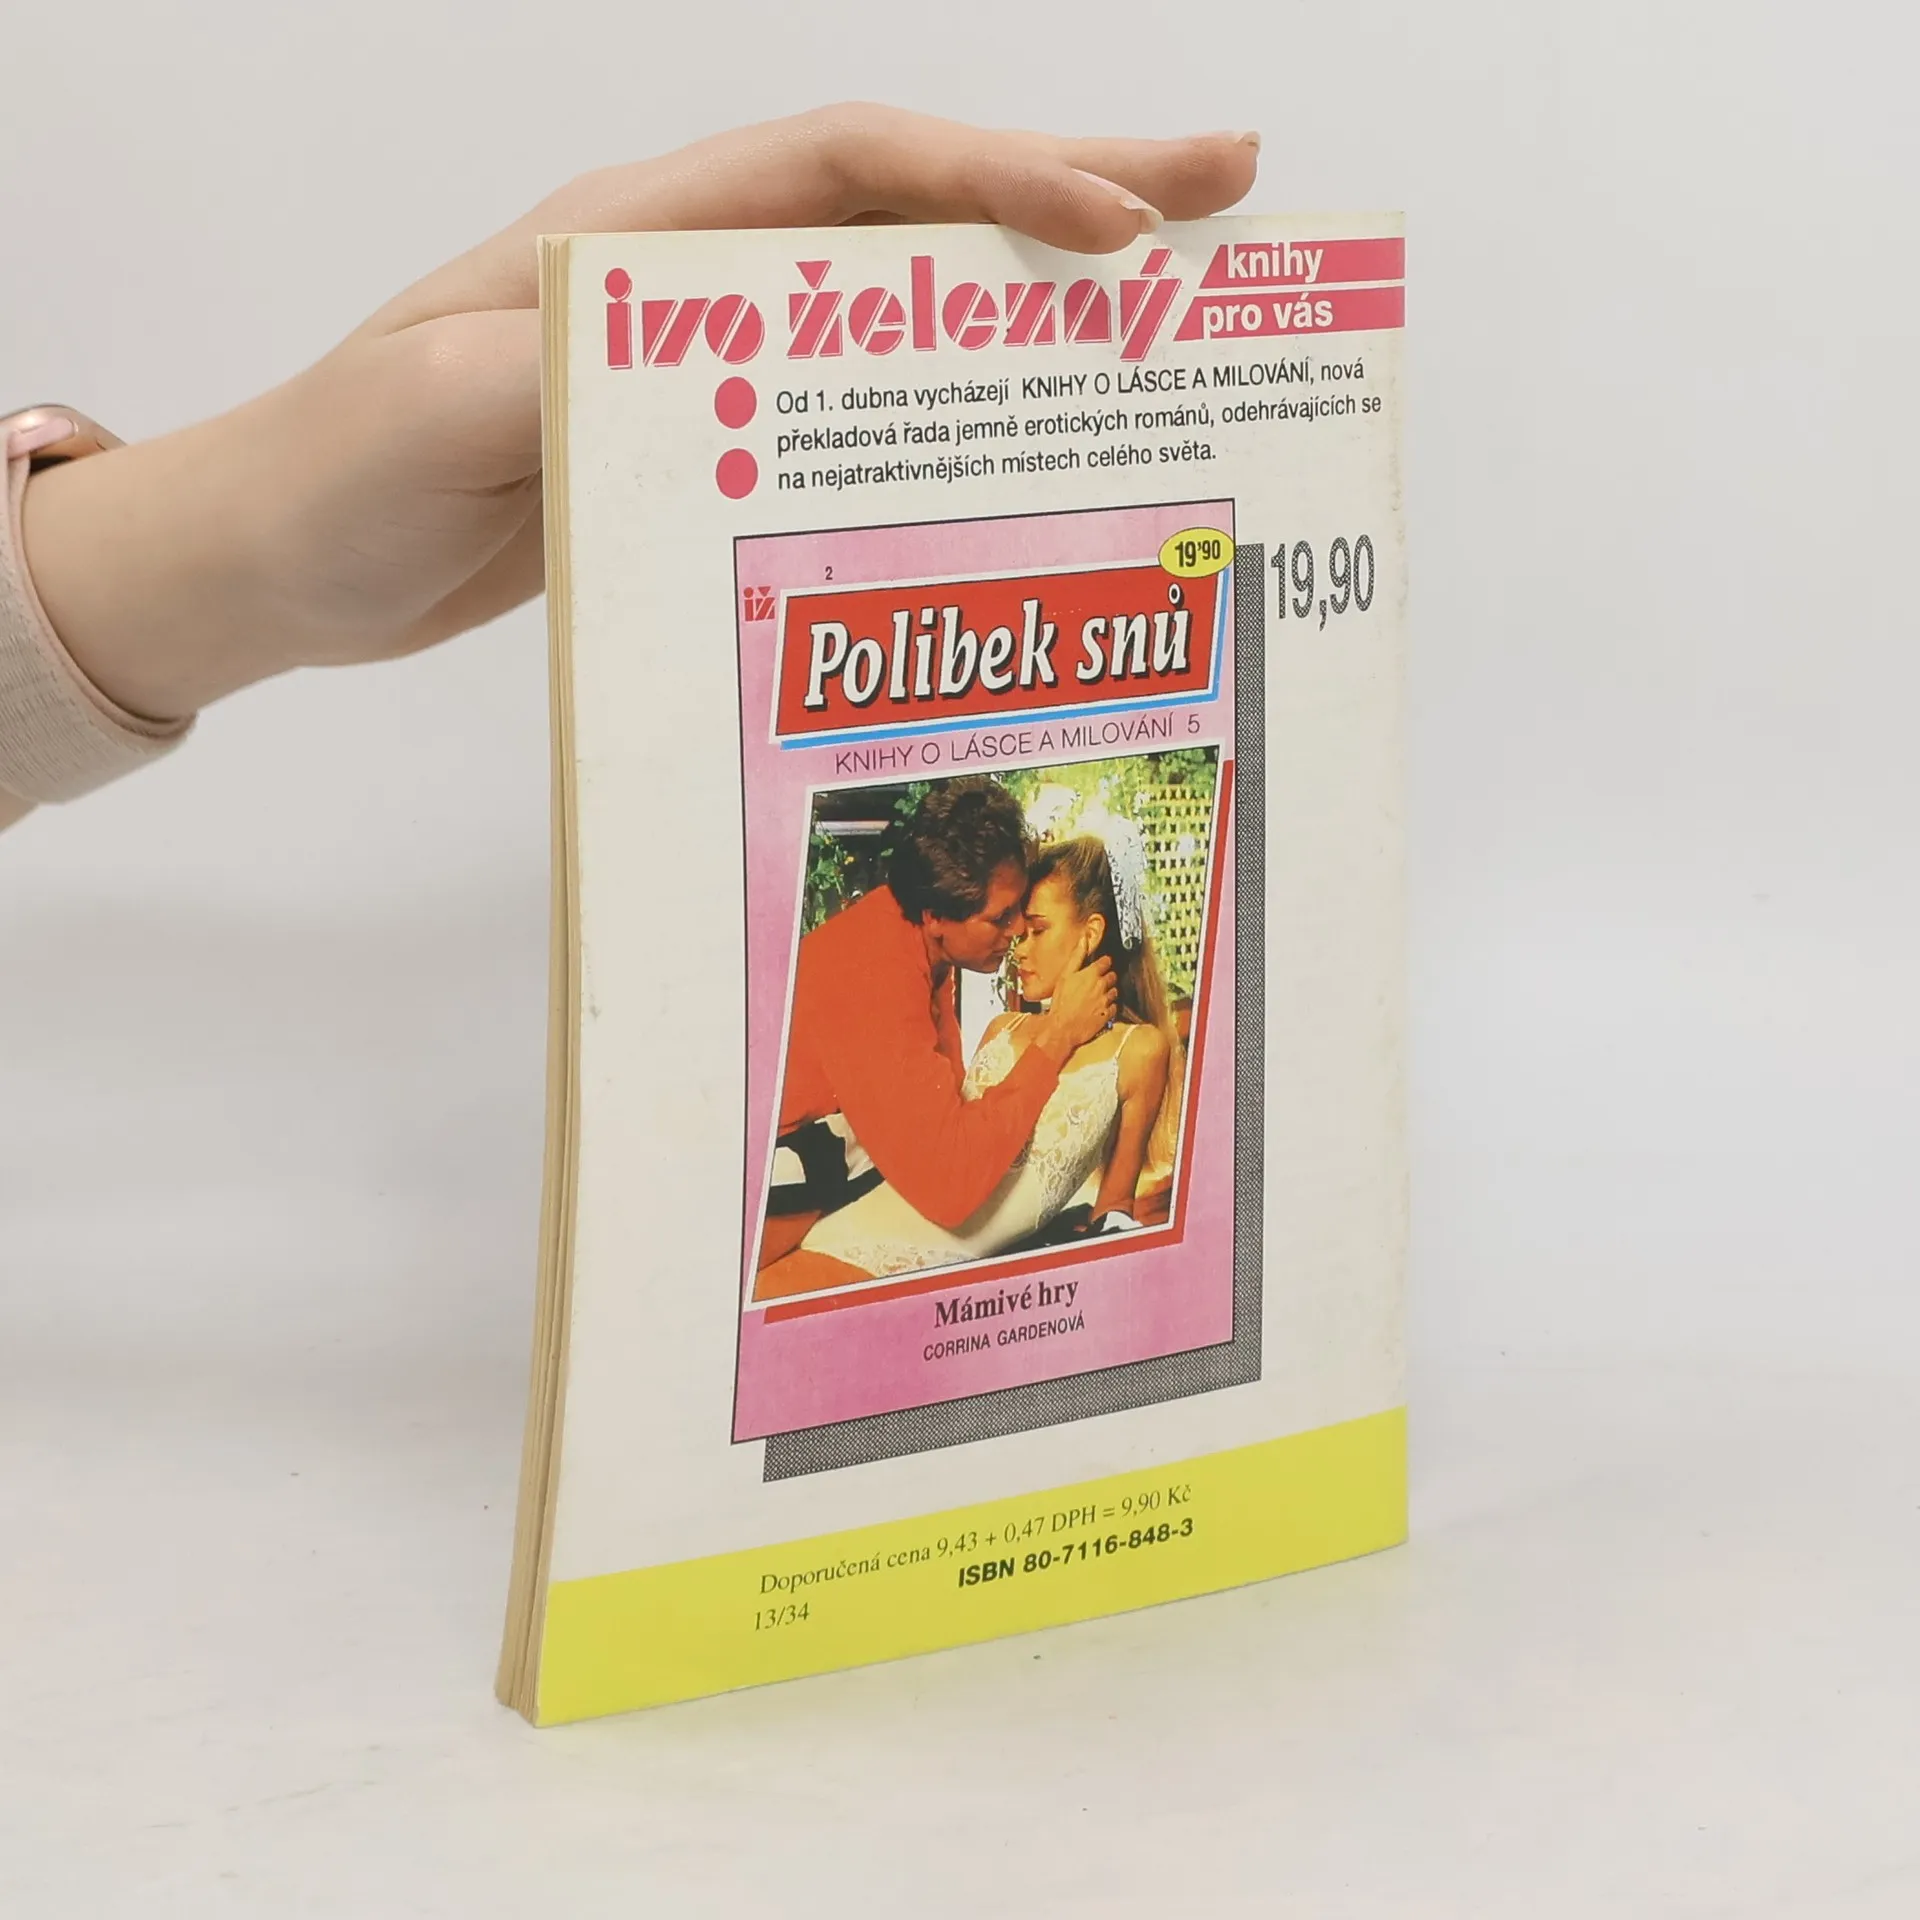 ivo železný
knihy
pro vás
Od 1. dubna vycházejí KNIHY O LÁSCE A MILOVÁNÍ, nová
překladová řada jemně erotických románů, odehrávajících se
na nejatraktivnějších místech celého světa.
19'90
19,90
2
iž
Polibek snů
KNIHY O LÁSCE A MILOVÁNÍ 5
Mámivé hry
CORRINA GARDENOVÁ
Doporučená cena 9,43 + 0,47 DPH = 9,90 Kč
ISBN 80-7116-848-3
13/34